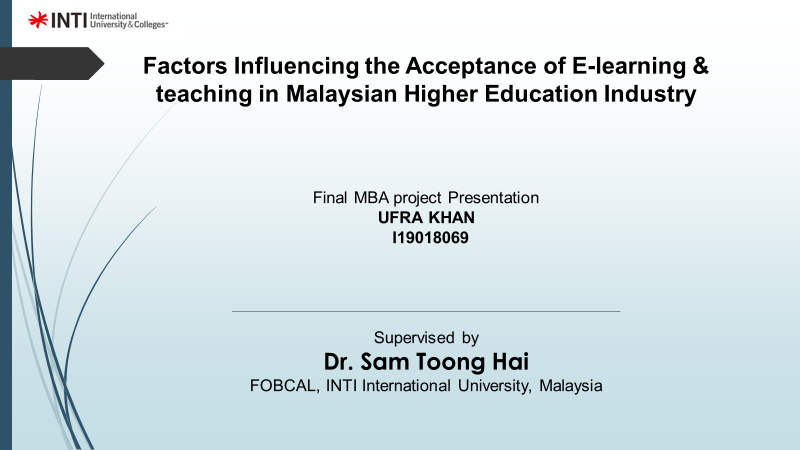 INTI International
University & Colleges™
Factors Influencing the Acceptance of E-learning &
teaching in Malaysian Higher Education Industry
Final MBA project Presentation
UFRA KHAN
I19018069
Supervised by
Dr. Sam Toong Hai
FOBCAL, INTI International University, Malaysia